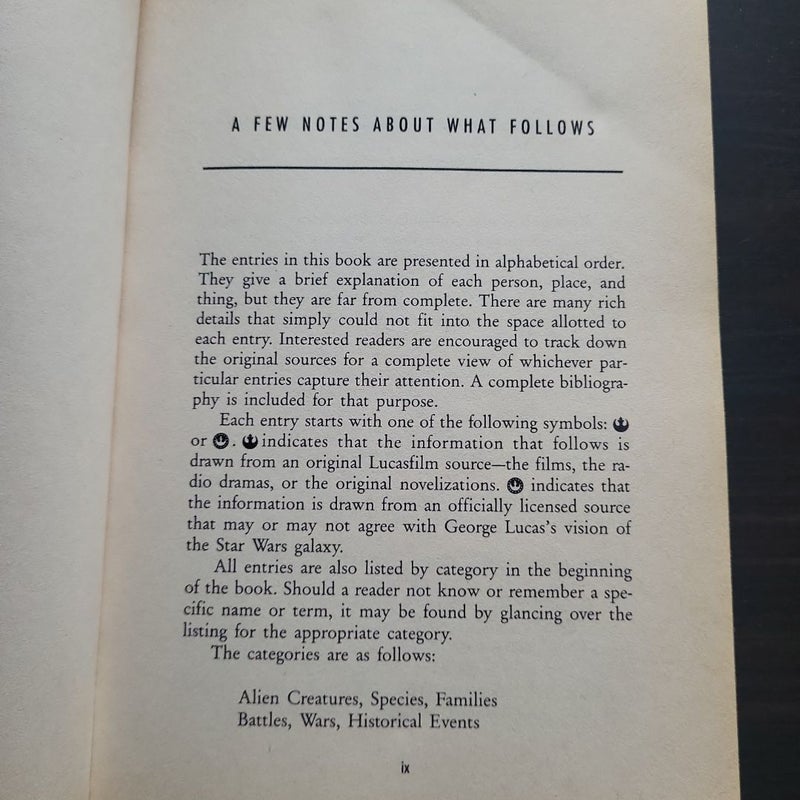 A FEW NOTES ABOUT WHAT FOLLOWS
The entries in this book are presented in alphabetical order.
They give a brief explanation of each person, place, and
thing, but they are far from complete. There are many rich
details that simply could not fit into the space allotted to
each entry. Interested readers are encouraged to track down
the original sources for a complete view of whichever par-
ticular entries capture their attention. A complete bibliogra-
phy is included for that purpose.
Each entry starts with one of the following symbols:
or . indicates that the information that follows is
drawn from an original Lucasfilm source—the films, the ra-
dio dramas, or the original novelizations. indicates that
the information is drawn from an officially licensed source
that may or may not agree with George Lucas's vision of
the Star Wars galaxy.
All entries are also listed by category in the beginning
of the book. Should a reader not know or remember a spe-
cific name or term, it may be found by glancing over the
listing for the appropriate category.
The categories are as follows:
Alien Creatures, Species, Families
Battles, Wars, Historical Events
ix